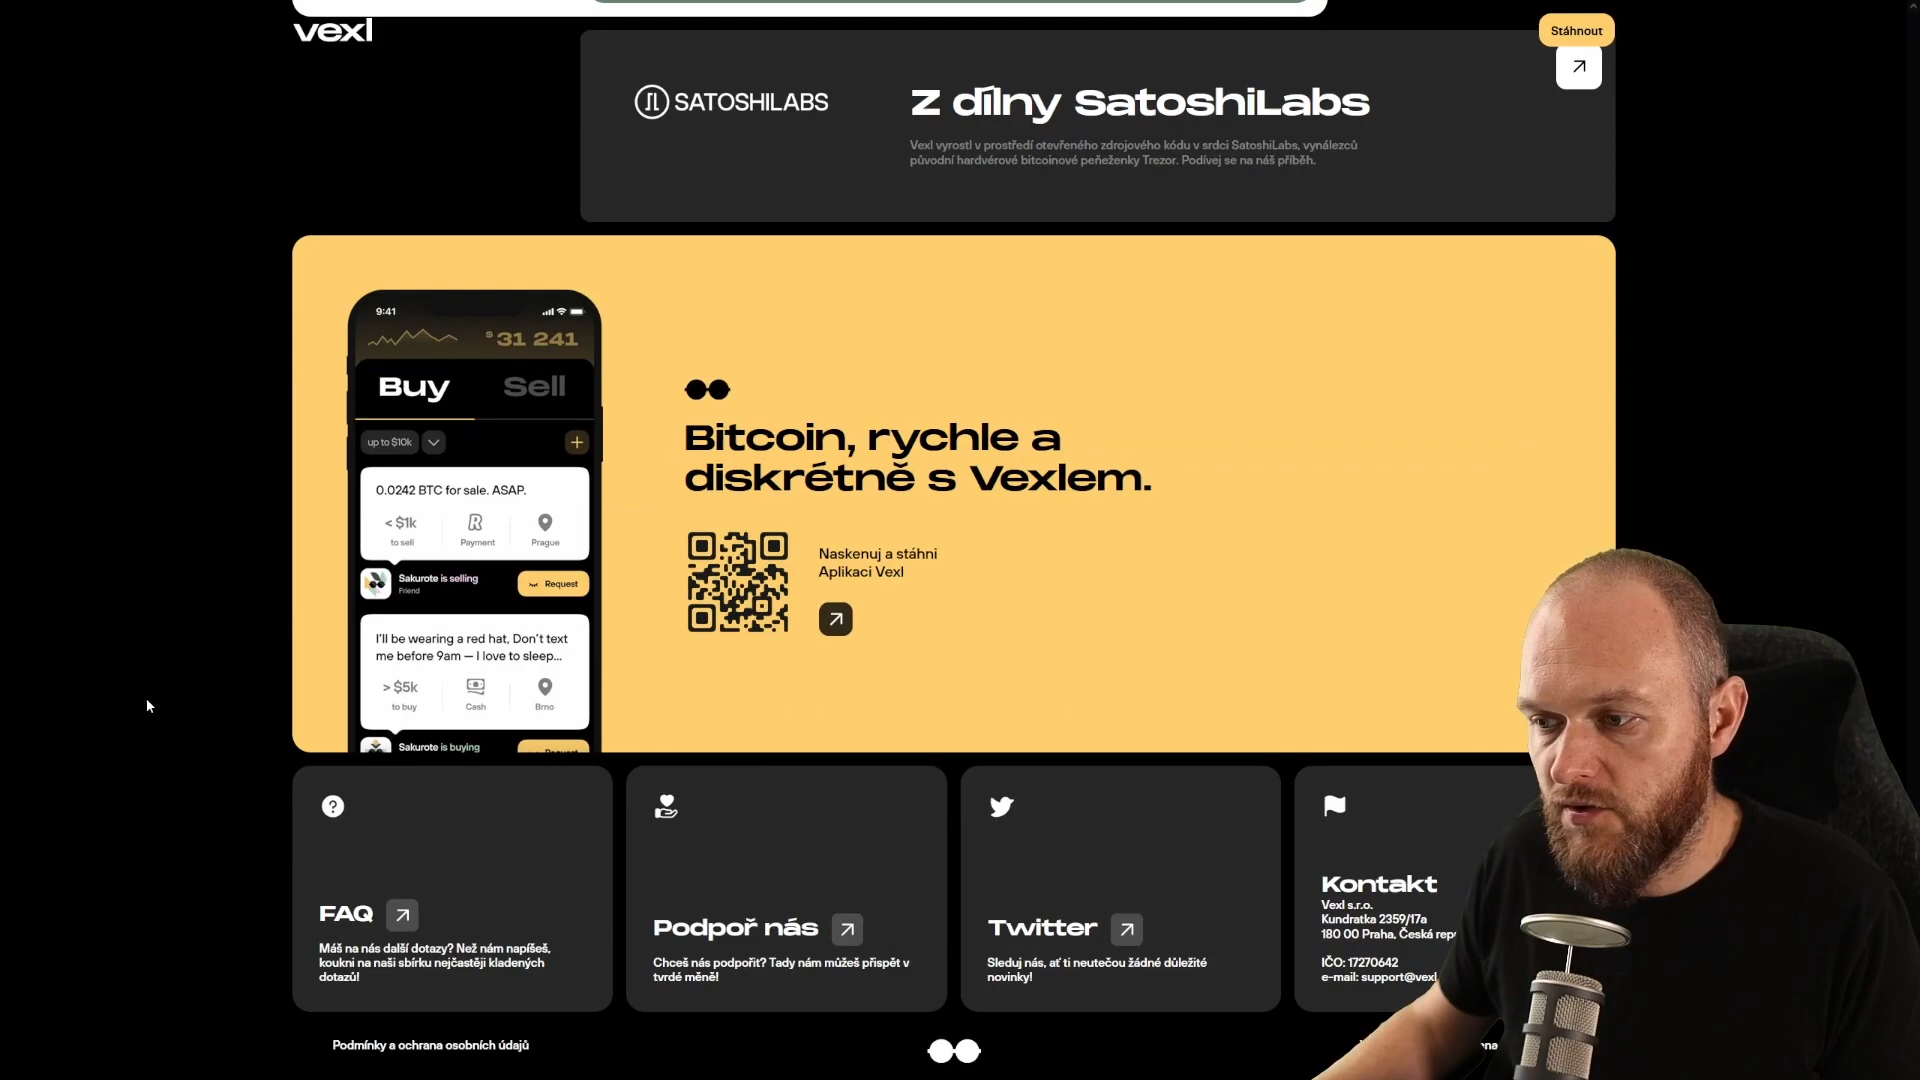 vexl
Stáhnout
SATOSHILABS
Z dílny SatoshiLabs
Vexl vyrostl v prostředí otevřeného zdrojového kódu v srdci SatoshiLabs, vynálezců
původní hardvérové bitcoinové peňeženky Trezor. Podívej se na náš příběh.
9:41
$ 31 241
Buy
Sell
up to $10k
0.0242 BTC for sale. ASAP.
< $1k
to sell
Payment
Prague
Sakurote is selling
Friend
Request
I'll be wearing a red hat, Don't text
me before 9am — I love to sleep...
> $5k
to buy
Cash
Brno
Sakurote is buying
Request
Bitcoin, rychle a
diskrétně s Vexlem.
Naskenuj a stáhni
Aplikaci Vexl
FAQ
Máš na nás další dotazy? Než nám napíšeš,
koukni na naši sbírku nejčastěji kladených
dotazů!
Podpoř nás
Chceš nás podpořit? Tady nám můžeš přispět v
tvrdé měně!
Twitter
Sleduj nás, ať ti neutečou žádné důležité
novinky!
Kontakt
Vexl s.r.o.
Kundratka 2359/17a
180 00 Praha, Česká rep
IČO: 17270642
e-mail: support@vexl
Podmínky a ochrana osobních údajů